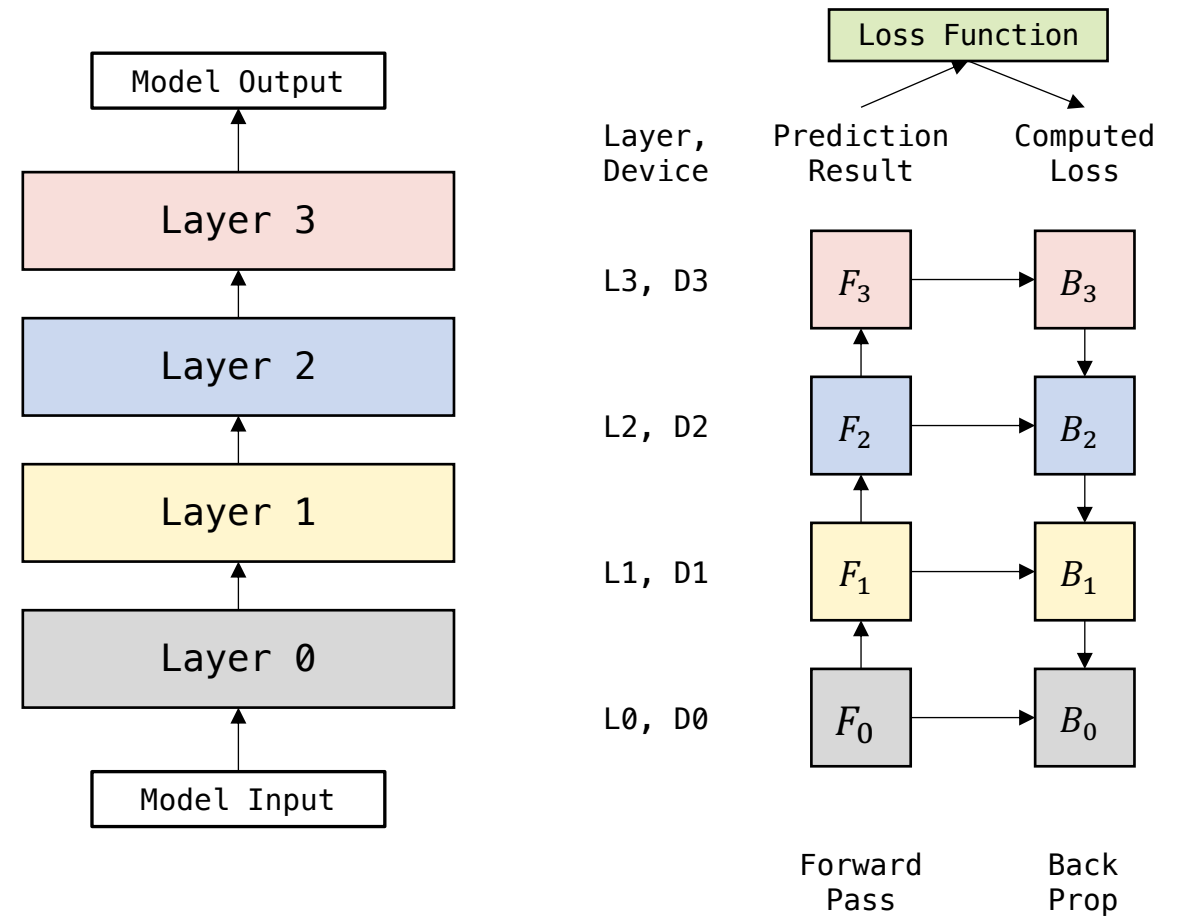 Model Output
Layer 3
Layer 2
Layer 1
Layer 0
Model Input
Loss Function
Layer,
Device
Prediction
Result
Computed
Loss
L3, D3
F₃
B₃
L2, D2
F₂
B₂
L1, D1
F₁
B₁
L0, D0
F₀
B₀
Forward
Pass
Back
Prop